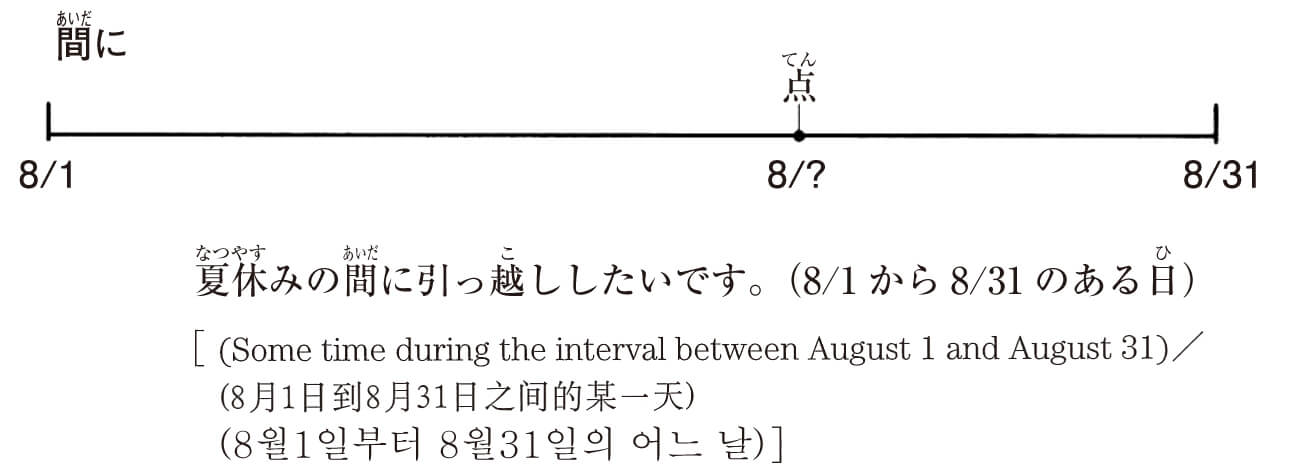 あいだ
間に
てん
点
8/1 8/? 8/31
なつやす あいだ こ ひ
夏休みの間に引っ越ししたいです。(8/1 から 8/31 のある日)
[ (Some time during the interval between August 1 and August 31)／
(8月1日到8月31日之间的某一天)
(8월1일부터 8월31일의 어느 날) ]